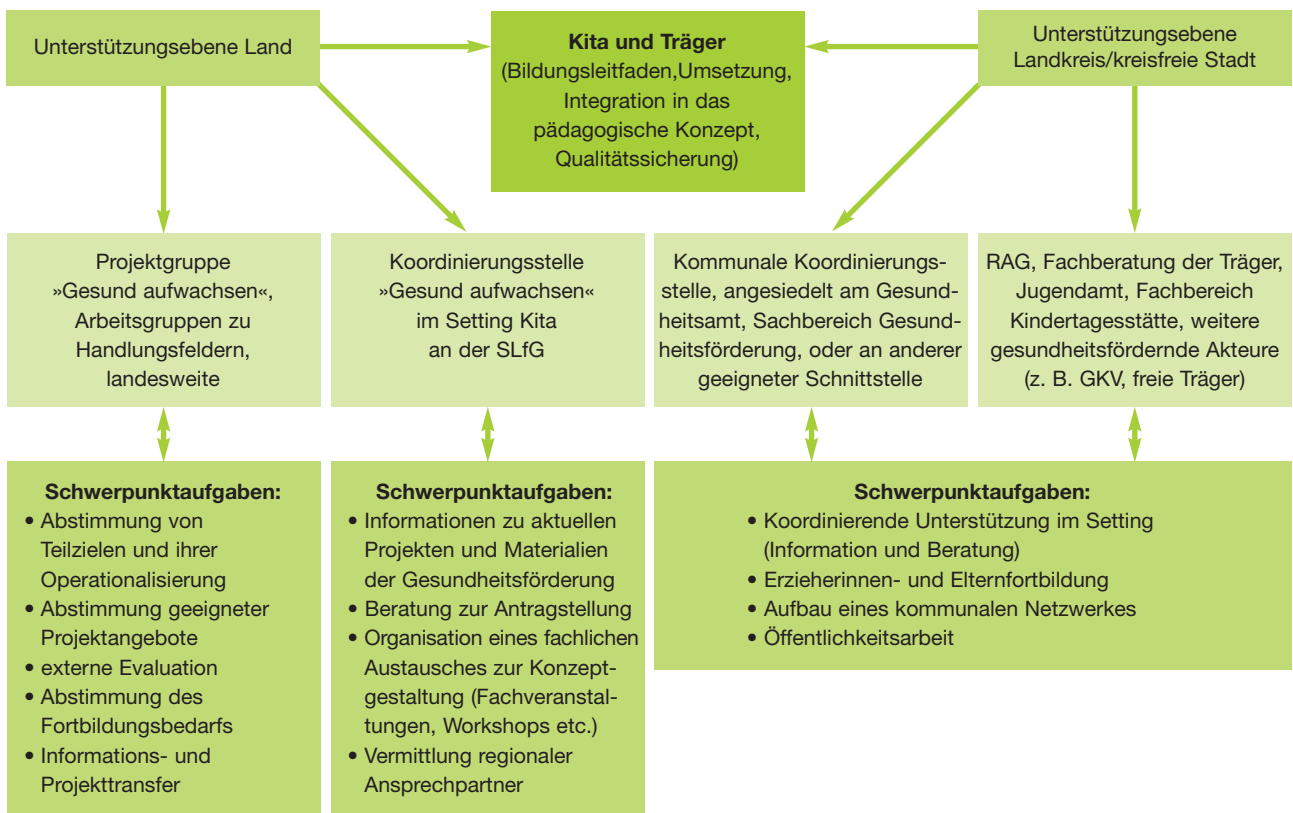 Unterstützungsebene Land
Kita und Träger
(Bildungsleitfaden,Umsetzung,
Integration in das
pädagogische Konzept,
Qualitätssicherung)
Unterstützungsebene
Landkreis/kreisfreie Stadt
Projektgruppe
»Gesund aufwachsen«,
Arbeitsgruppen zu
Handlungsfeldern,
landesweite
Koordinierungsstelle
»Gesund aufwachsen«
im Setting Kita
an der SLfG
Kommunale Koordinierungs-
stelle, angesiedelt am Gesund-
heitsamt, Sachbereich Gesund-
heitsförderung, oder an anderer
geeigneter Schnittstelle
RAG, Fachberatung der Träger,
Jugendamt, Fachbereich
Kindertagesstätte, weitere
gesundheitsfördernde Akteure
(z. B. GKV, freie Träger)
Schwerpunktaufgaben:
• Abstimmung von
Teilzielen und ihrer
Operationalisierung
• Abstimmung geeigneter
Projektangebote
• externe Evaluation
• Abstimmung des
Fortbildungsbedarfs
• Informations- und
Projekttransfer
Schwerpunktaufgaben:
• Informationen zu aktuellen
Projekten und Materialien
der Gesundheitsförderung
• Beratung zur Antragstellung
• Organisation eines fachlichen
Austausches zur Konzept-
gestaltung (Fachveranstal-
tungen, Workshops etc.)
• Vermittlung regionaler
Ansprechpartner
Schwerpunktaufgaben:
• Koordinierende Unterstützung im Setting
(Information und Beratung)
• Erzieherinnen- und Elternfortbildung
• Aufbau eines kommunalen Netzwerkes
• Öffentlichkeitsarbeit